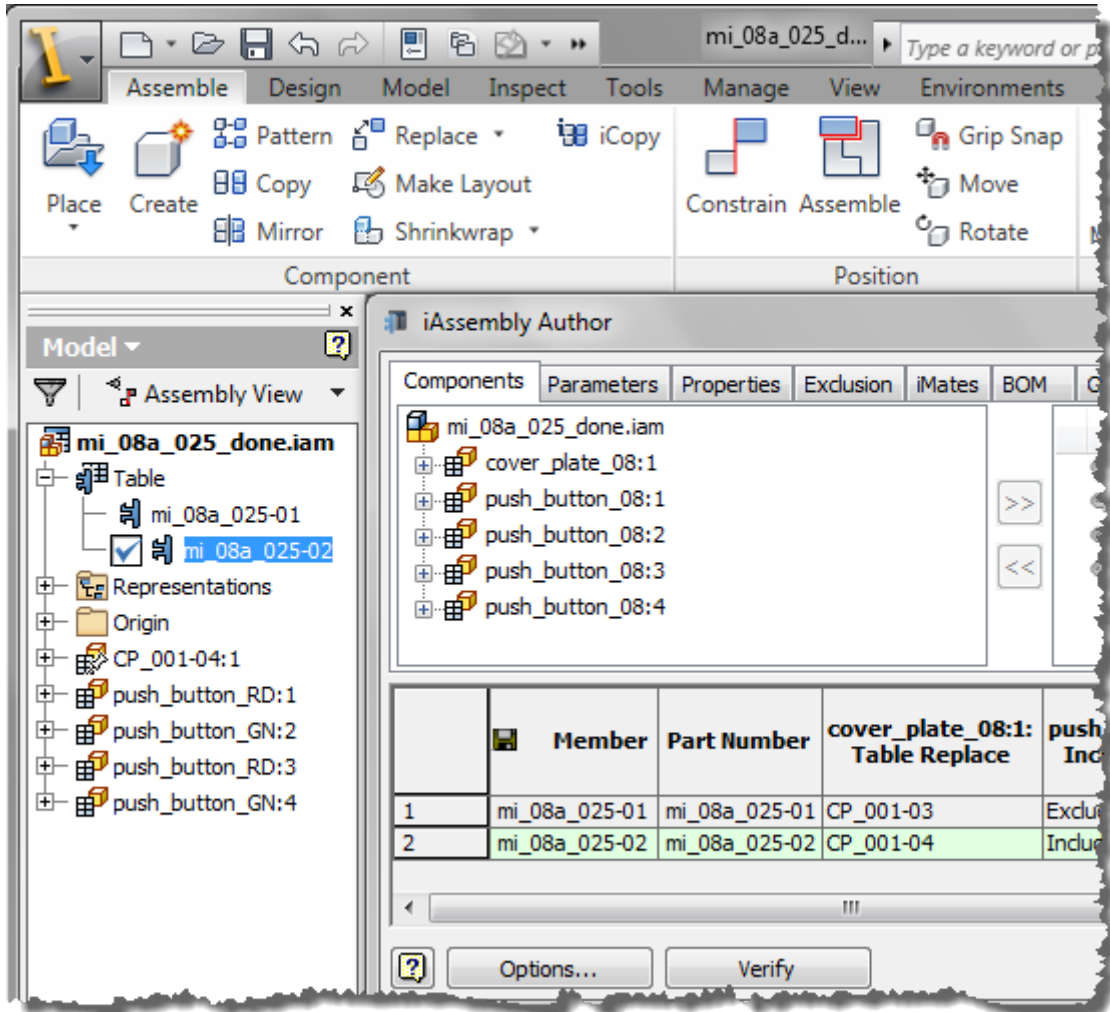 mi_08a_025_d... Type a keyword or
Assemble Design Model Inspect Tools Manage View Environments
Pattern Replace iCopy Grip Snap
Place Create Copy Make Layout Constrain Assemble Move
Mirror Shrinkwrap Rotate
Component Position
Model
Assembly View
mi_08a_025_done.iam
Table
mi_08a_025-01
mi_08a_025-02
Representations
Origin
CP_001-04:1
push_button_RD:1
push_button_GN:2
push_button_RD:3
push_button_GN:4
iAssembly Author
Components Parameters Properties Exclusion iMates BOM
mi_08a_025_done.iam
cover_plate_08:1
push_button_08:1
push_button_08:2
push_button_08:3
push_button_08:4
>>
<<
Member Part Number cover_plate_08:1: push
Table Replace Inc
1 mi_08a_025-01 mi_08a_025-01 CP_001-03 Exclu
2 mi_08a_025-02 mi_08a_025-02 CP_001-04 Includ
Options... Verify